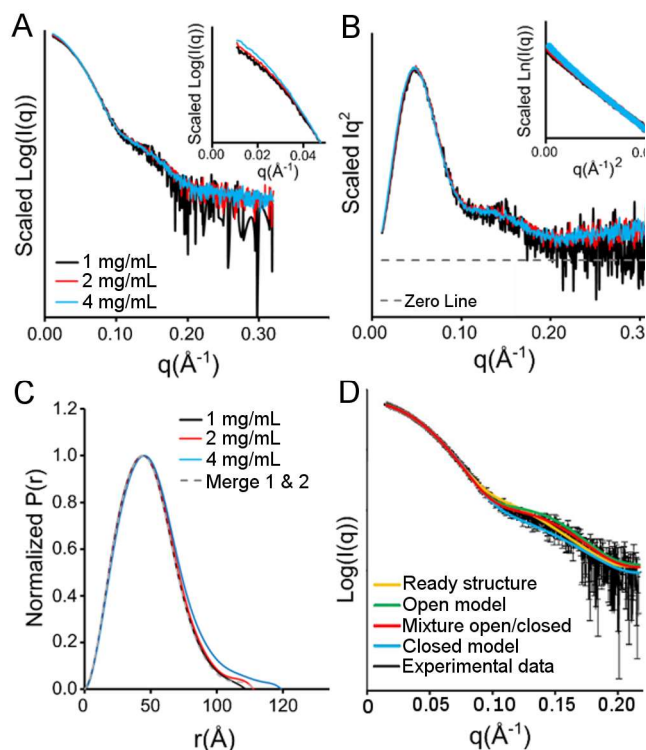 A
Scaled Log(I(q))
Scaled Log(I(q))
0.00 0.02 0.04
q(Å⁻¹)
1 mg/mL
2 mg/mL
4 mg/mL
0.00 0.10 0.20 0.30
q(Å⁻¹)
B
Scaled Iq²
Scaled Ln(I(q))
0.00
q(Å⁻¹)²
Zero Line
0.00 0.10 0.20
q(Å⁻¹)
C
Normalized P(r)
1.2
1.0
0.8
0.6
0.4
0.2
0.0
1 mg/mL
2 mg/mL
4 mg/mL
Merge 1 & 2
0 50 100 120
r(Å)
D
Log(I(q))
Ready structure
Open model
Mixture open/closed
Closed model
Experimental data
0 0.05 0.10 0.15 0.20
q(Å⁻¹)